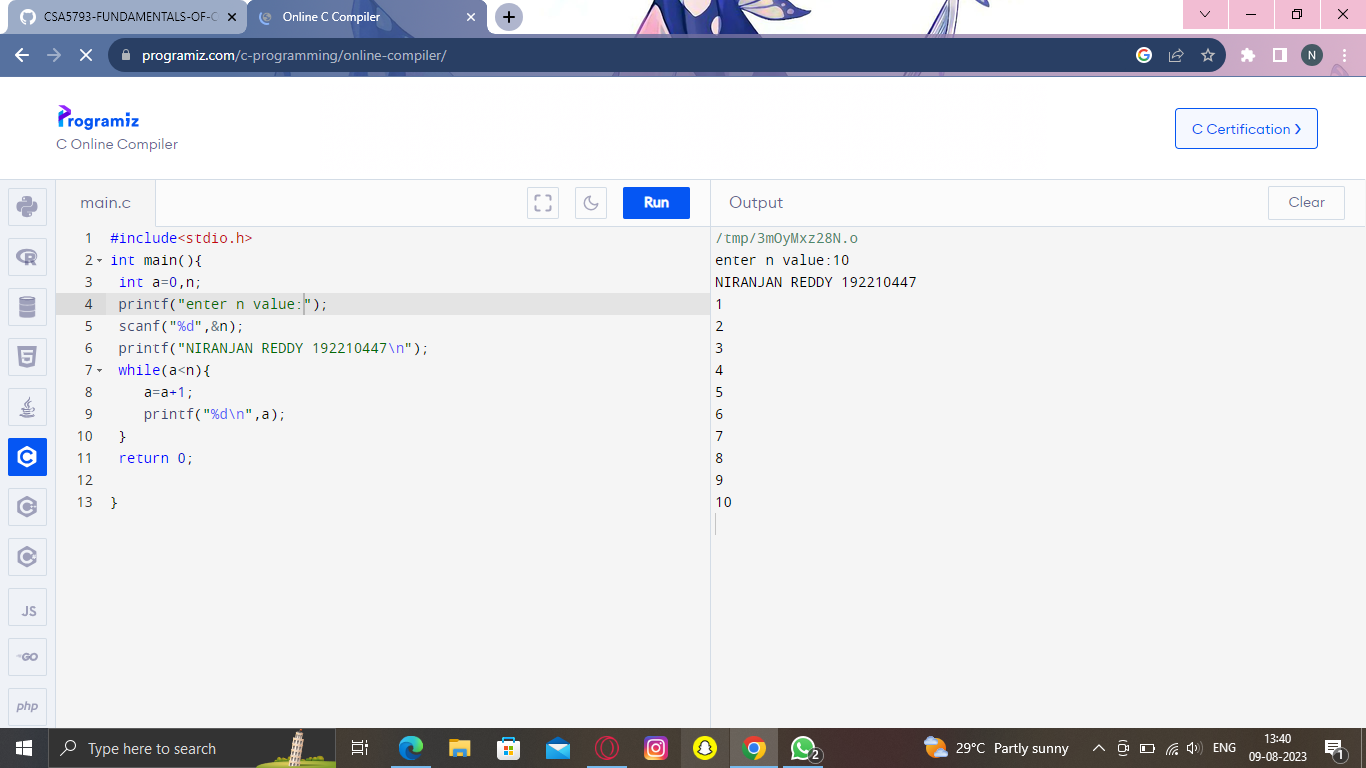 CSA5793-FUNDAMENTALS-OF-C
Online C Compiler
programiz.com/c-programming/online-compiler/
N
Programiz
C Online Compiler
C Certification
main.c
Run
Output
Clear
1 #include<stdio.h>
2 int main(){
3 int a=0,n;
4 printf("enter n value:");
5 scanf("%d",&n);
6 printf("NIRANJAN REDDY 192210447\n");
7 while(a<n){
8 a=a+1;
9 printf("%d\n",a);
10 }
11 return 0;
12
13 }
/tmp/3mOyMxz28N.o
enter n value:10
NIRANJAN REDDY 192210447
1
2
3
4
5
6
7
8
9
10
JS
GO
php
Type here to search
2
29°C Partly sunny
ENG
13:40
09-08-2023
1